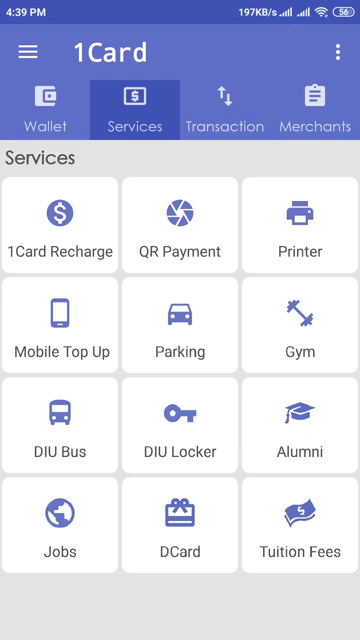 4:39 PM 197KB/s 56
1Card
Wallet Services Transaction Merchants
Services
1Card Recharge QR Payment Printer
Mobile Top Up Parking Gym
DIU Bus DIU Locker Alumni
Jobs DCard Tuition Fees